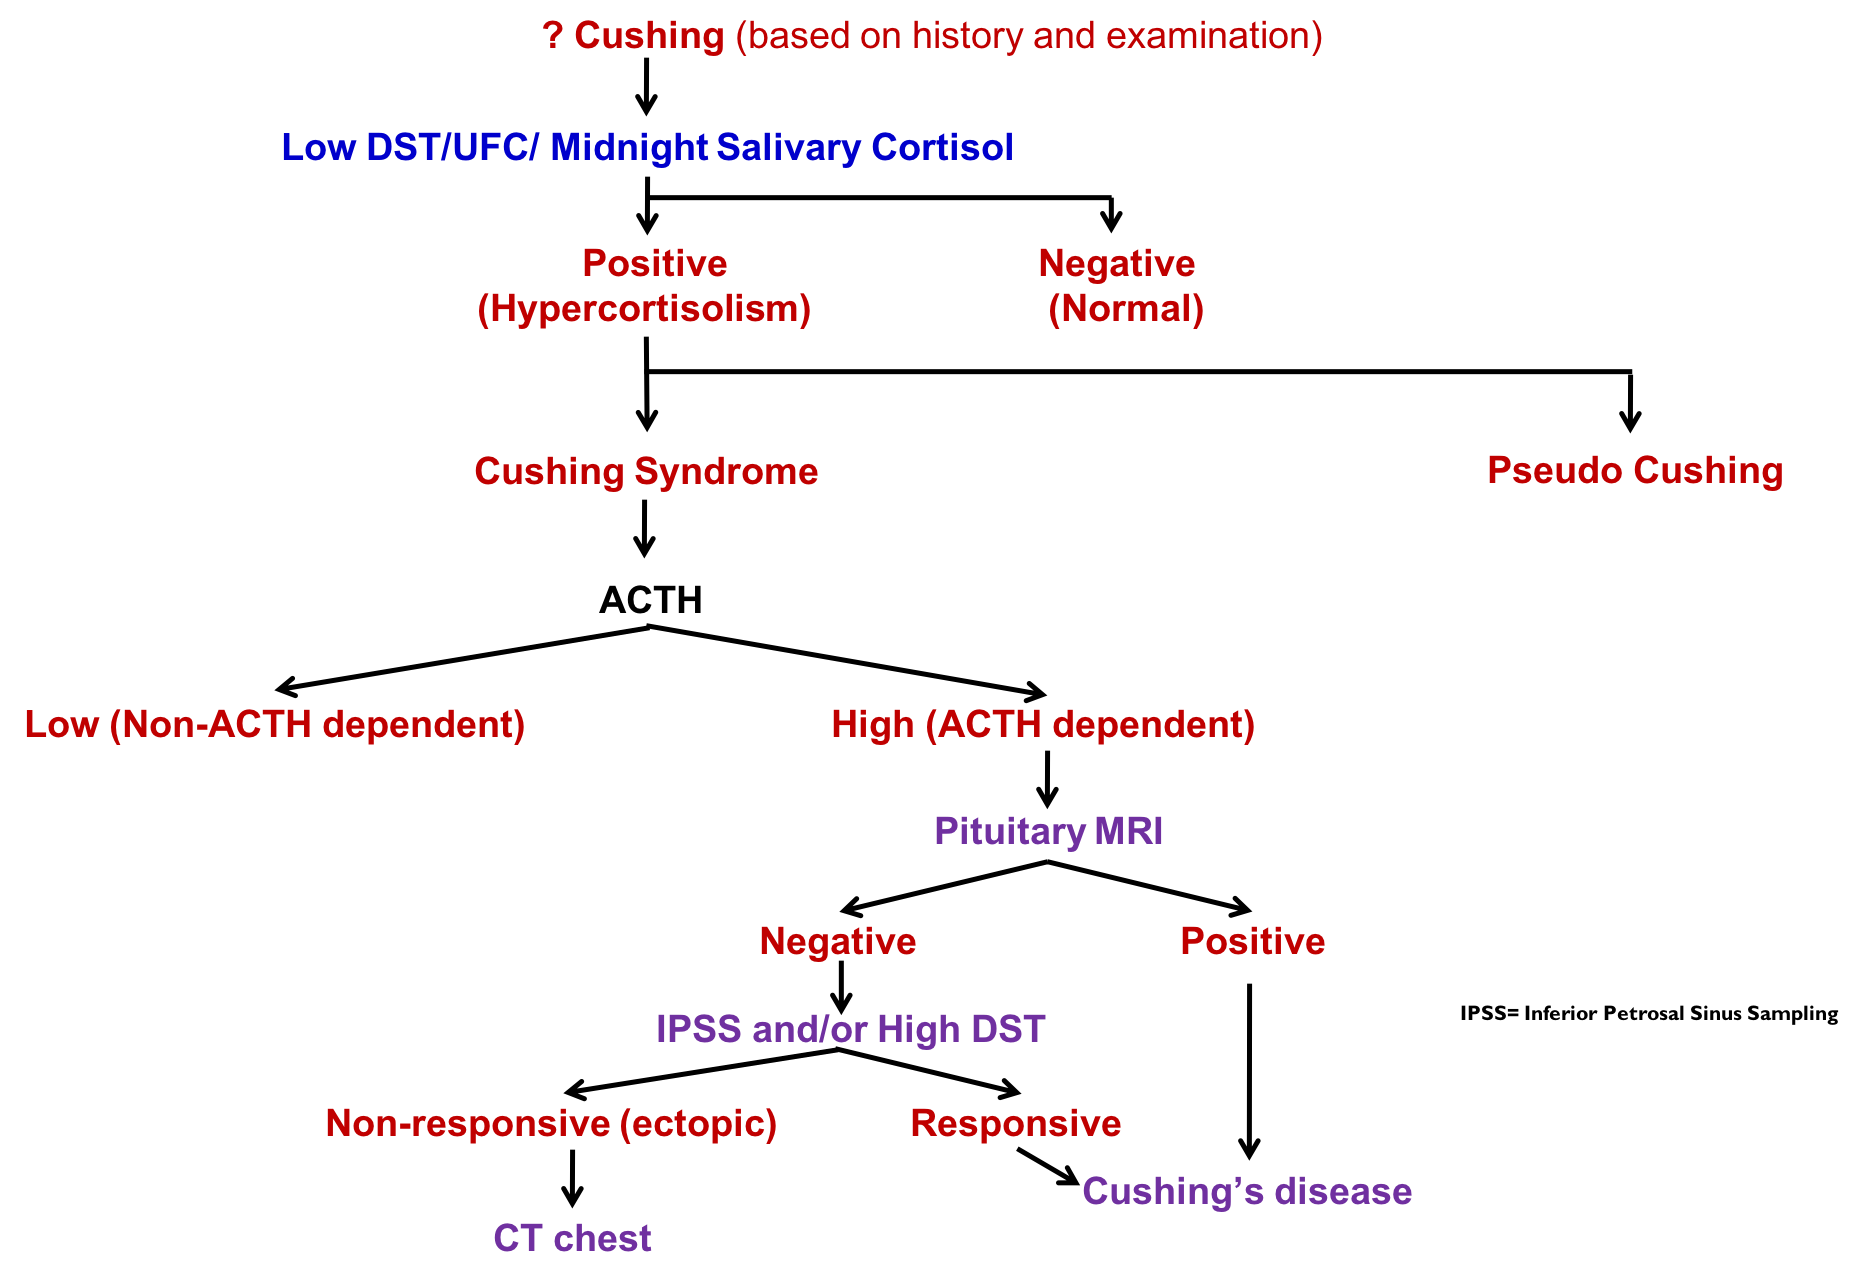 ? Cushing (based on history and examination)
Low DST/UFC/ Midnight Salivary Cortisol
Positive
(Hypercortisolism)
Negative
(Normal)
Cushing Syndrome
Pseudo Cushing
ACTH
Low (Non-ACTH dependent)
High (ACTH dependent)
Pituitary MRI
Negative
Positive
IPSS= Inferior Petrosal Sinus Sampling
IPSS and/or High DST
Non-responsive (ectopic)
Responsive
Cushing’s disease
CT chest